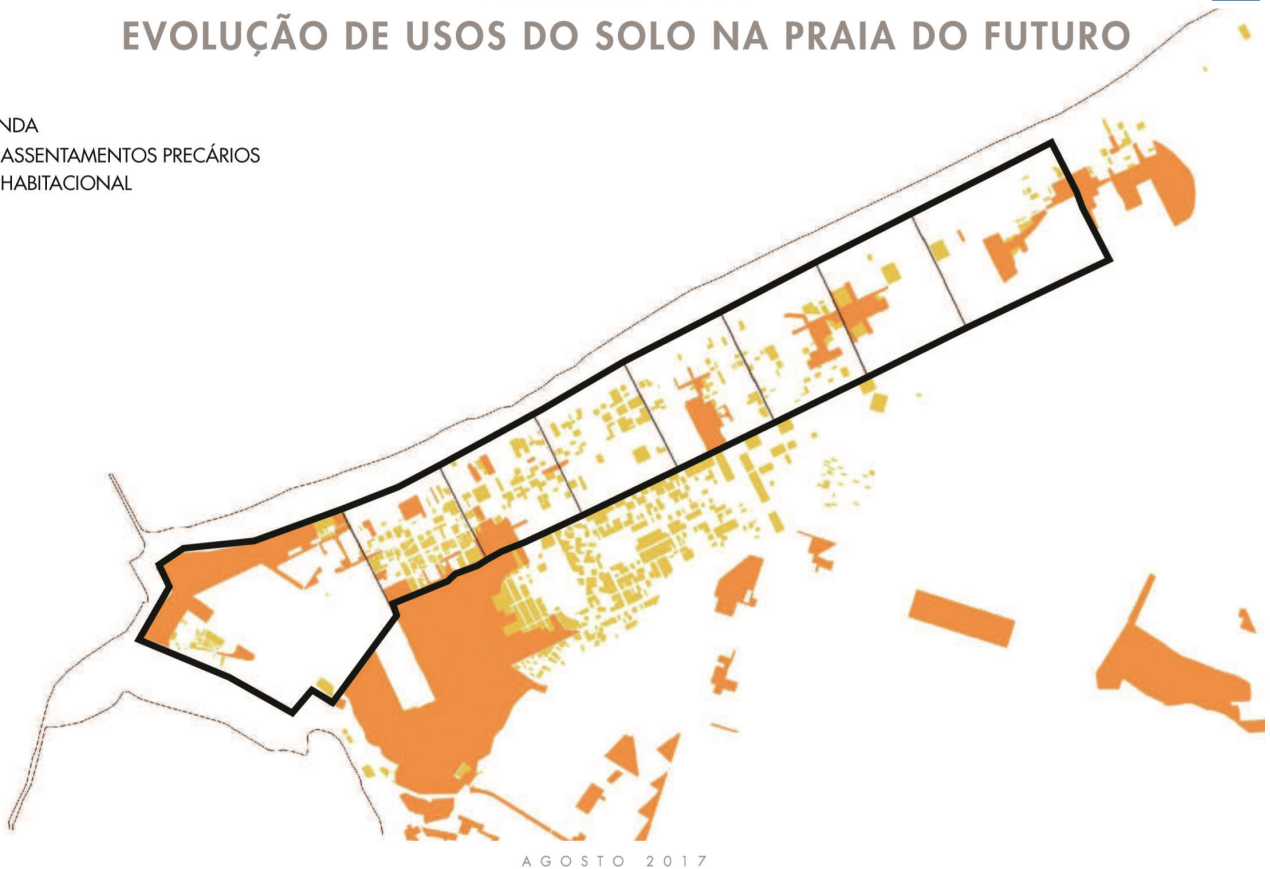 EVOLUÇÃO DE USOS DO SOLO NA PRAIA DO FUTURO
NDA
ASSENTAMENTOS PRECÁRIOS
HABITACIONAL
AGOSTO 2017